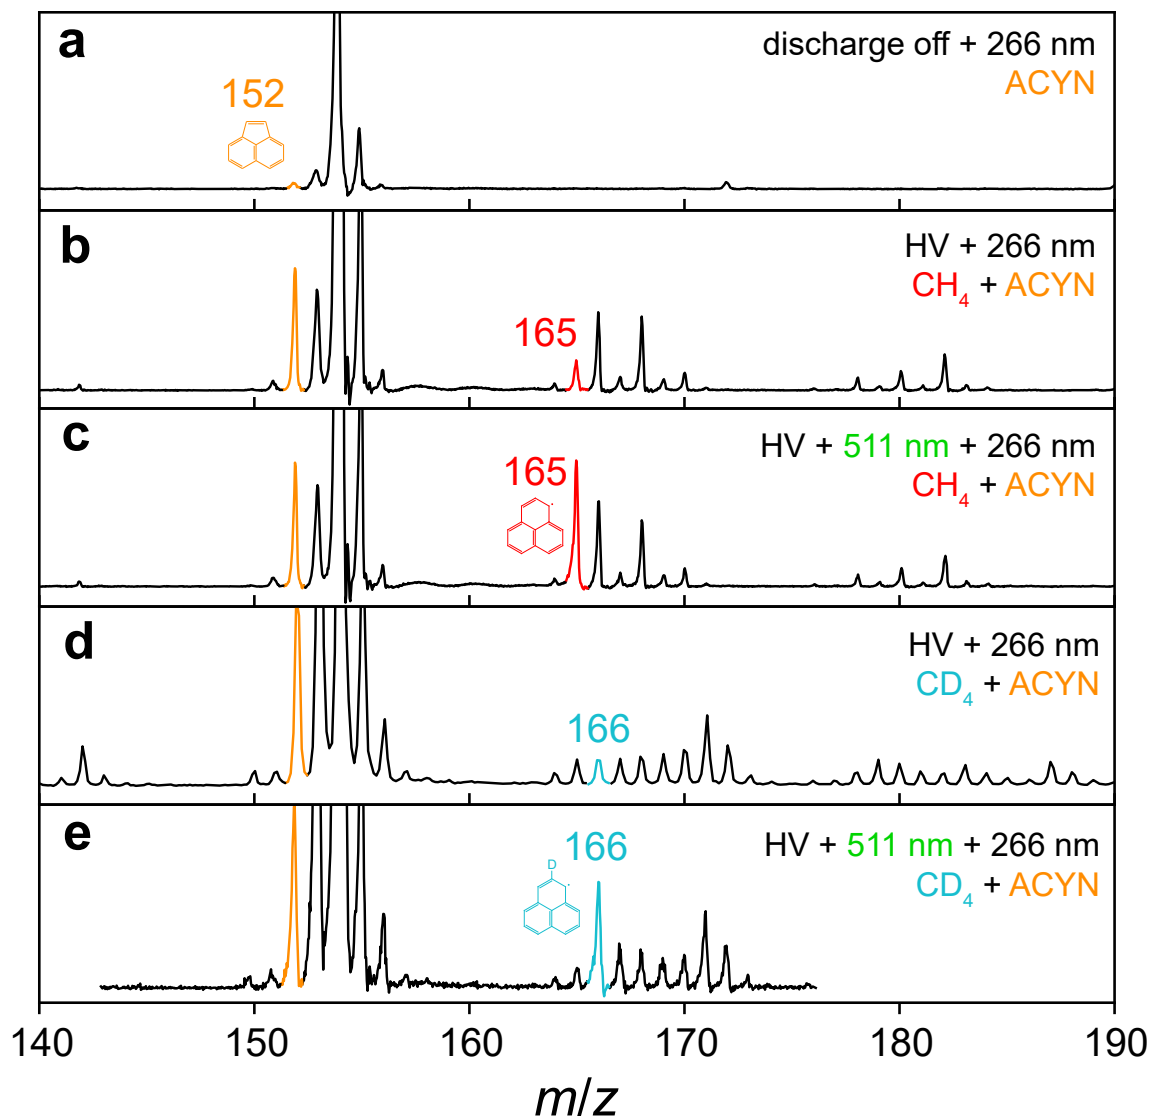 a
discharge off + 266 nm
ACYN
152
b
HV + 266 nm
CH₄ + ACYN
165
c
HV + 511 nm + 266 nm
CH₄ + ACYN
165
d
HV + 266 nm
CD₄ + ACYN
166
e
HV + 511 nm + 266 nm
CD₄ + ACYN
166
D
140 150 160 170 180 190
m/z